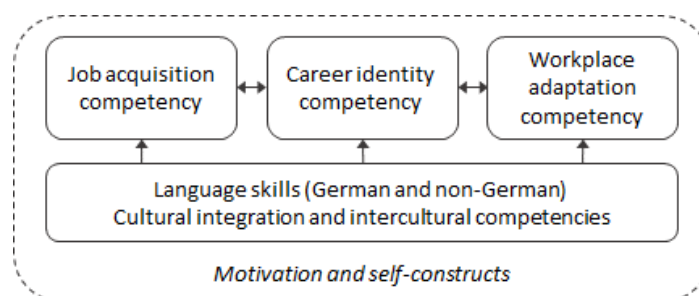 Job acquisition
competency
Career identity
competency
Workplace
adaptation
competency
Language skills (German and non-German)
Cultural integration and intercultural competencies
Motivation and self-constructs